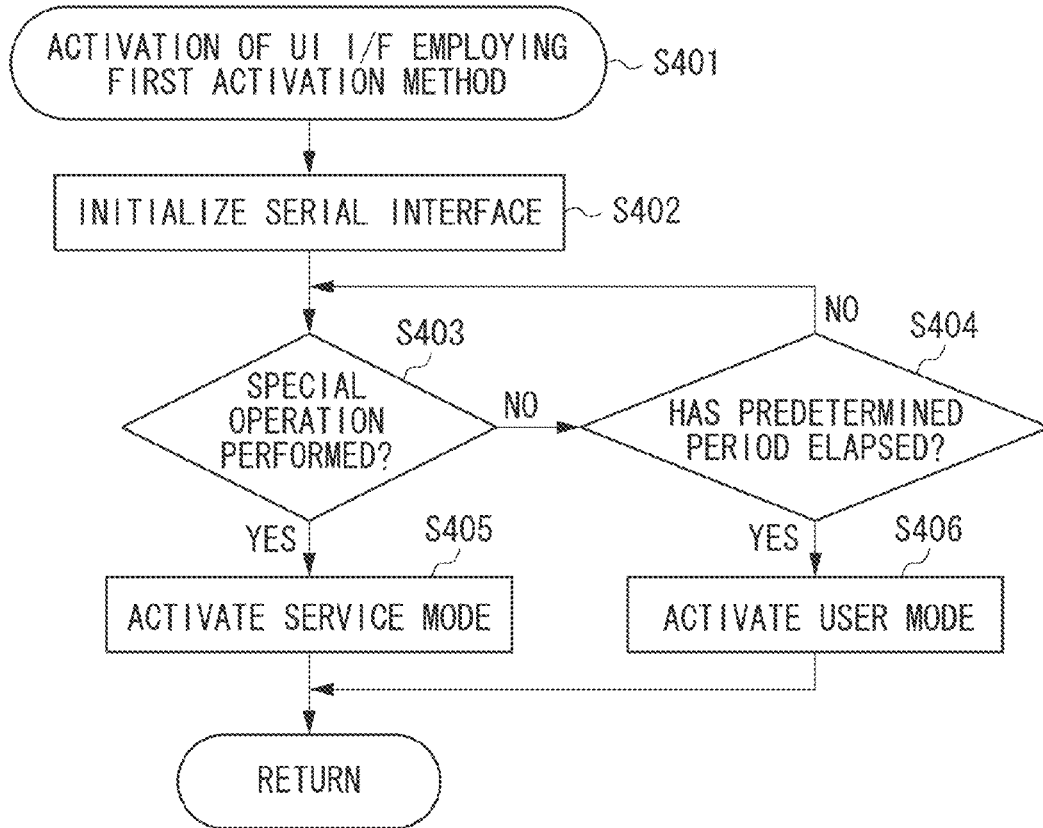 ACTIVATION OF UI I/F EMPLOYING
FIRST ACTIVATION METHOD
S401
INITIALIZE SERIAL INTERFACE
S402
NO
S403
S404
SPECIAL
OPERATION
PERFORMED?
NO
HAS PREDETERMINED
PERIOD ELAPSED?
YES
S405
YES
S406
ACTIVATE SERVICE MODE
ACTIVATE USER MODE
RETURN